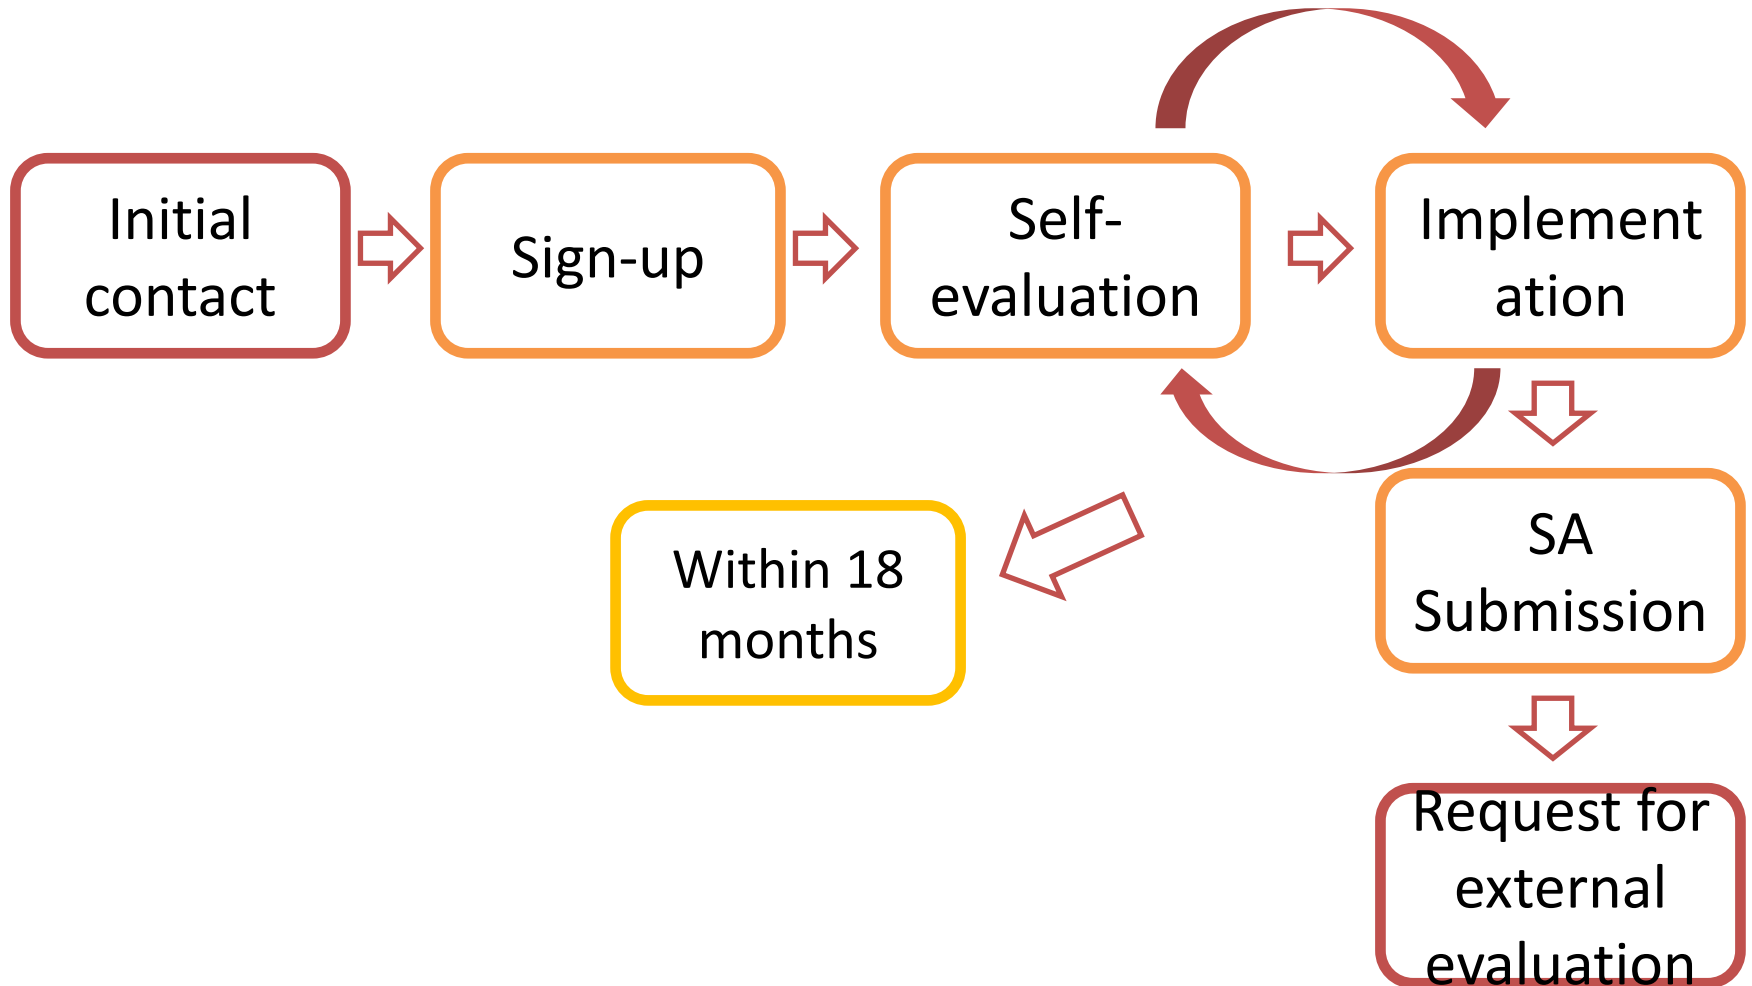 Initial
contact
Sign-up
Self-
evaluation
Implement
ation
Within 18
months
SA
Submission
Request for
external
evaluation